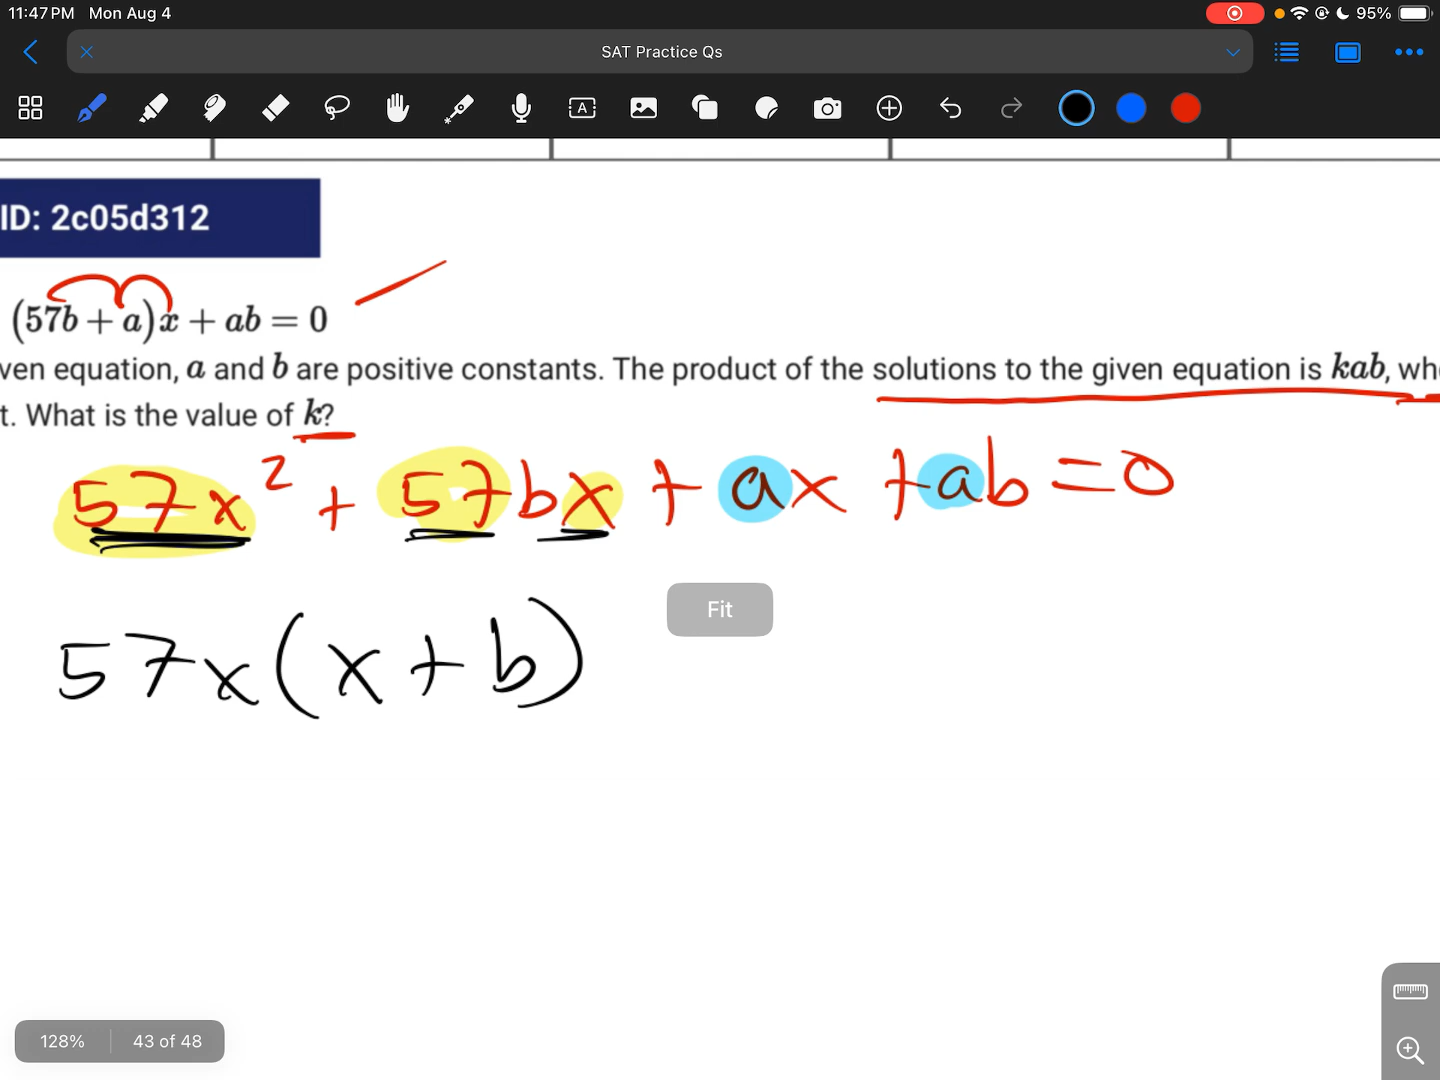 11:47 PM Mon Aug 4 95%
SAT Practice Qs
A
ID: 2c05d312
(57b + a)x + ab = 0
ven equation, a and b are positive constants. The product of the solutions to the given equation is kab, wh
t. What is the value of k?
57x² + 57bx + ax + ab = 0
Fit
57x(x + b)
128% 43 of 48